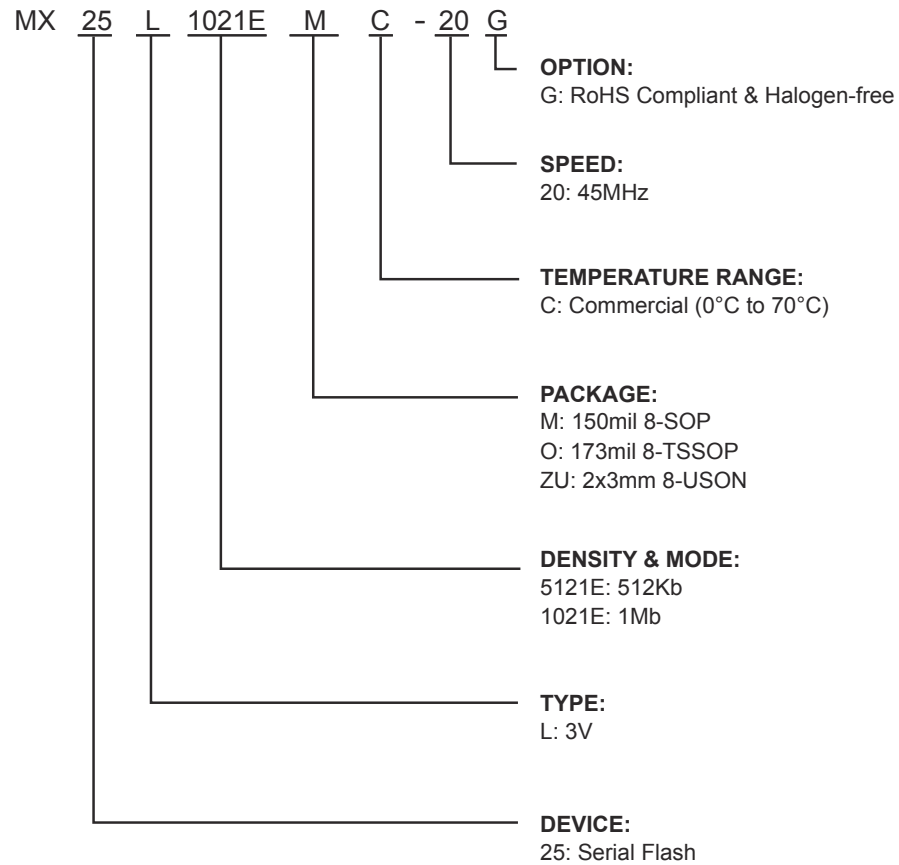 MX 25 L 1021E M C - 20 G
OPTION:
G: RoHS Compliant & Halogen-free
SPEED:
20: 45MHz
TEMPERATURE RANGE:
C: Commercial (0°C to 70°C)
PACKAGE:
M: 150mil 8-SOP
O: 173mil 8-TSSOP
ZU: 2x3mm 8-USON
DENSITY & MODE:
5121E: 512Kb
1021E: 1Mb
TYPE:
L: 3V
DEVICE:
25: Serial Flash